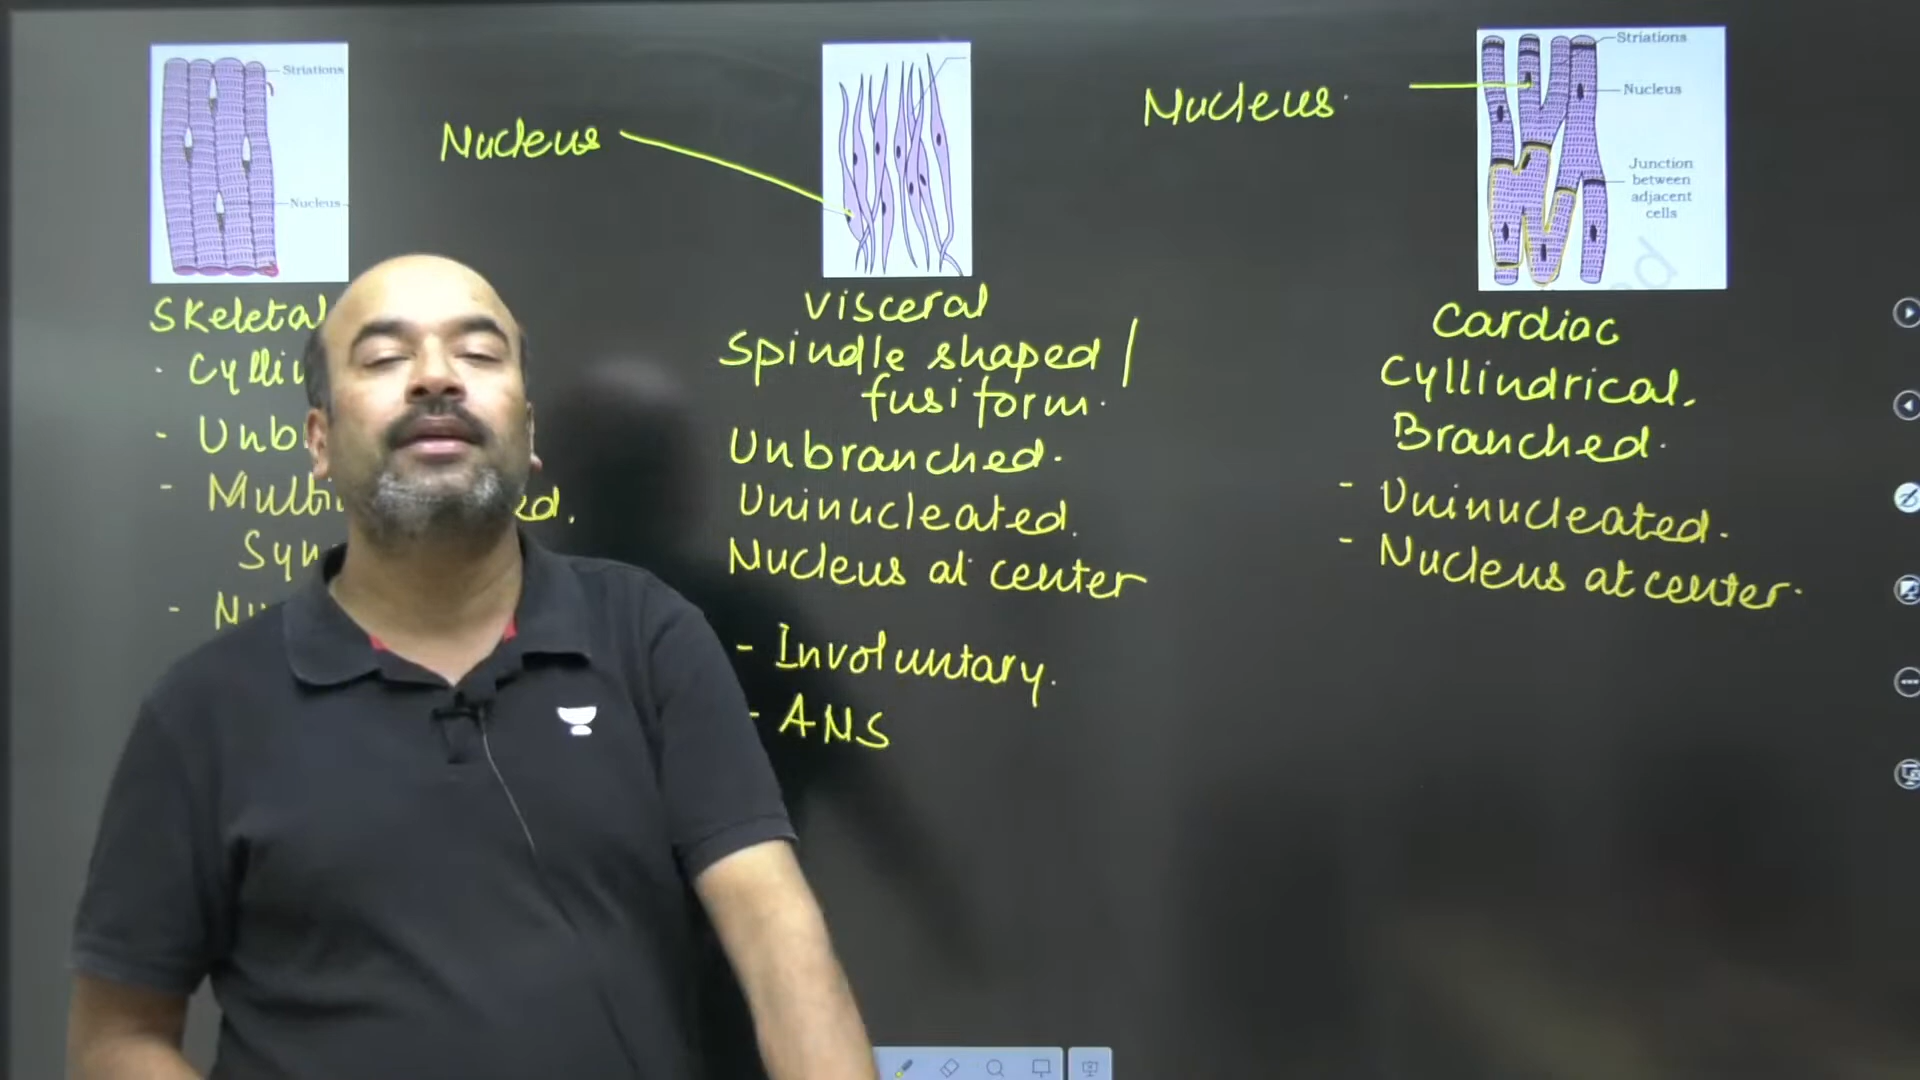 Striations
Nucleus
Skeletal
Nucleus
visceral
Spindle shaped /
fusiform.
Unbranched.
Uninucleated.
Nucleus at center
- Involuntary.
- ANS
Nucleus.
Striations
Nucleus
Junction
between
adjacent
cells
Cardiac
Cyllindrical.
Branched.
- Uninucleated.
- Nucleus at center.